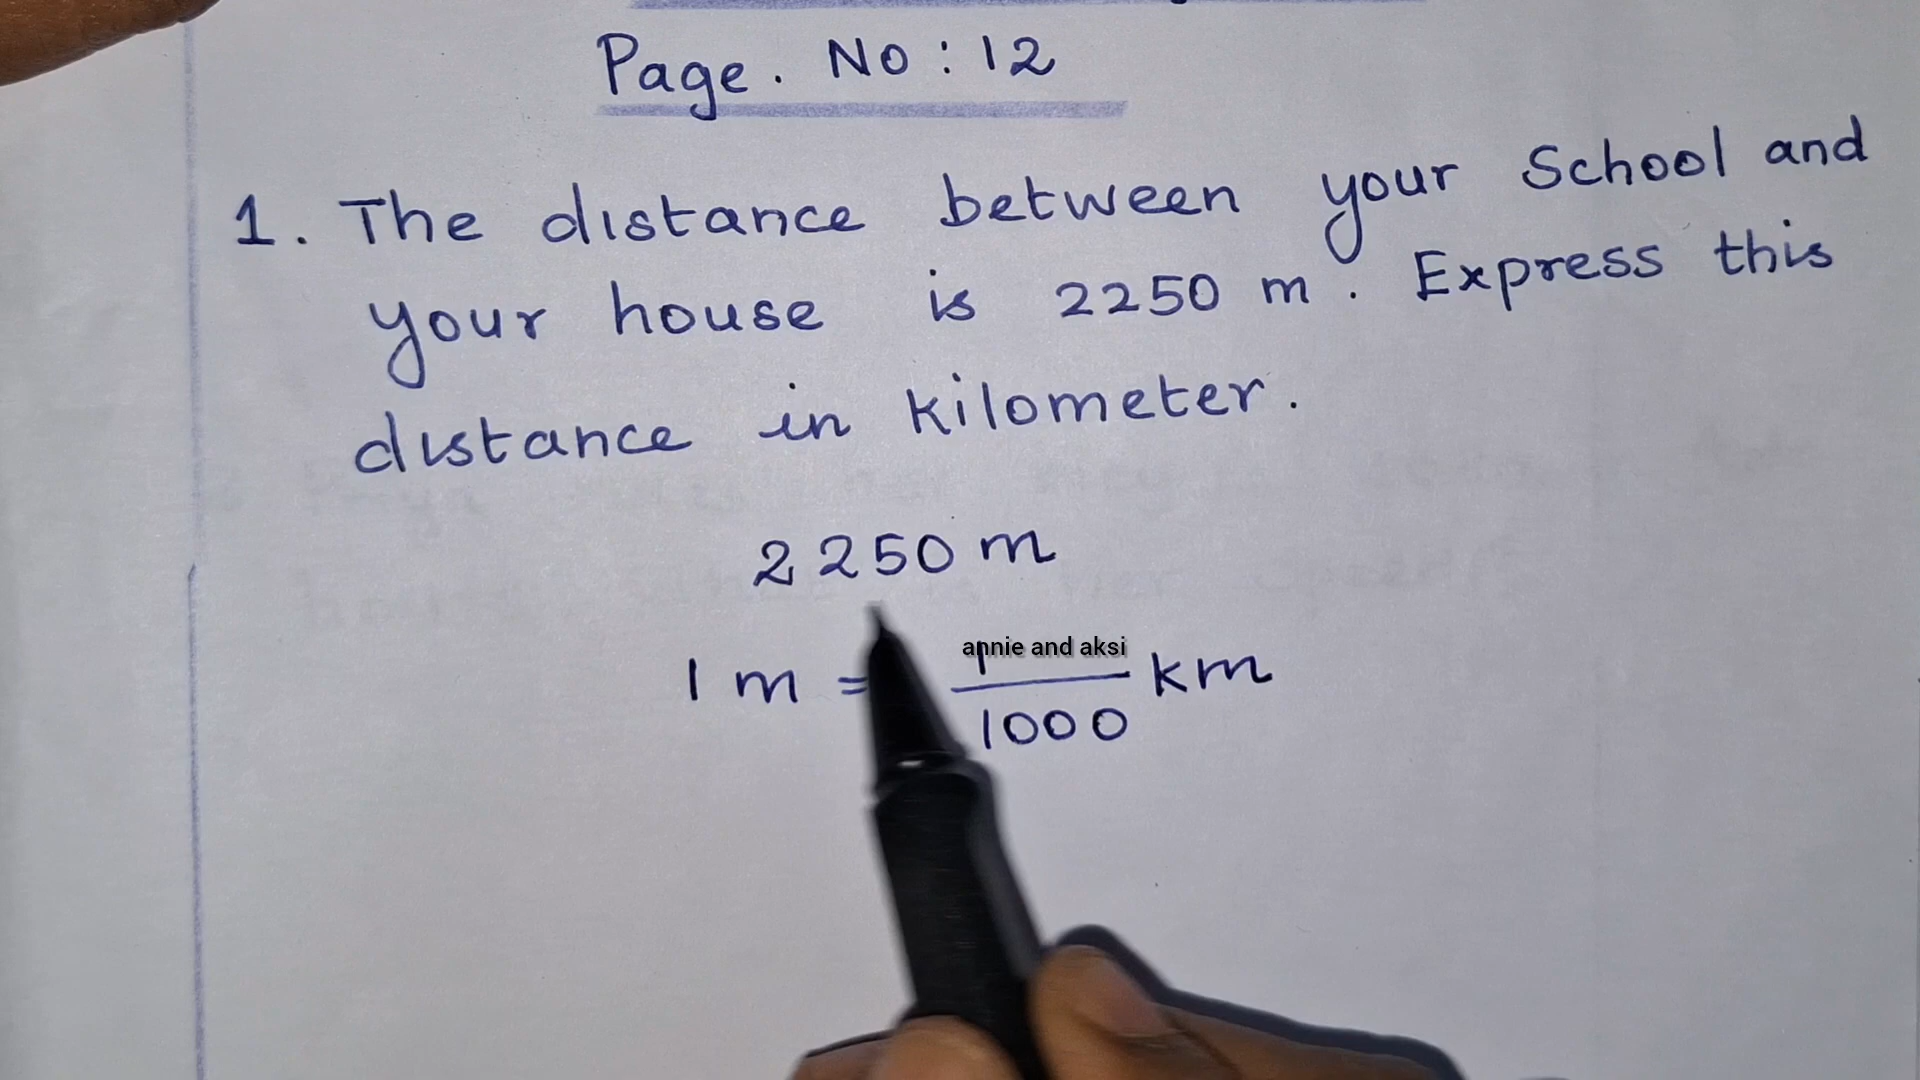 Page. No : 12
1. The distance between your School and
your house is 2250 m. Express this
distance in kilometer.
2250 m
annie and aksi
1 m = 1/1000 km